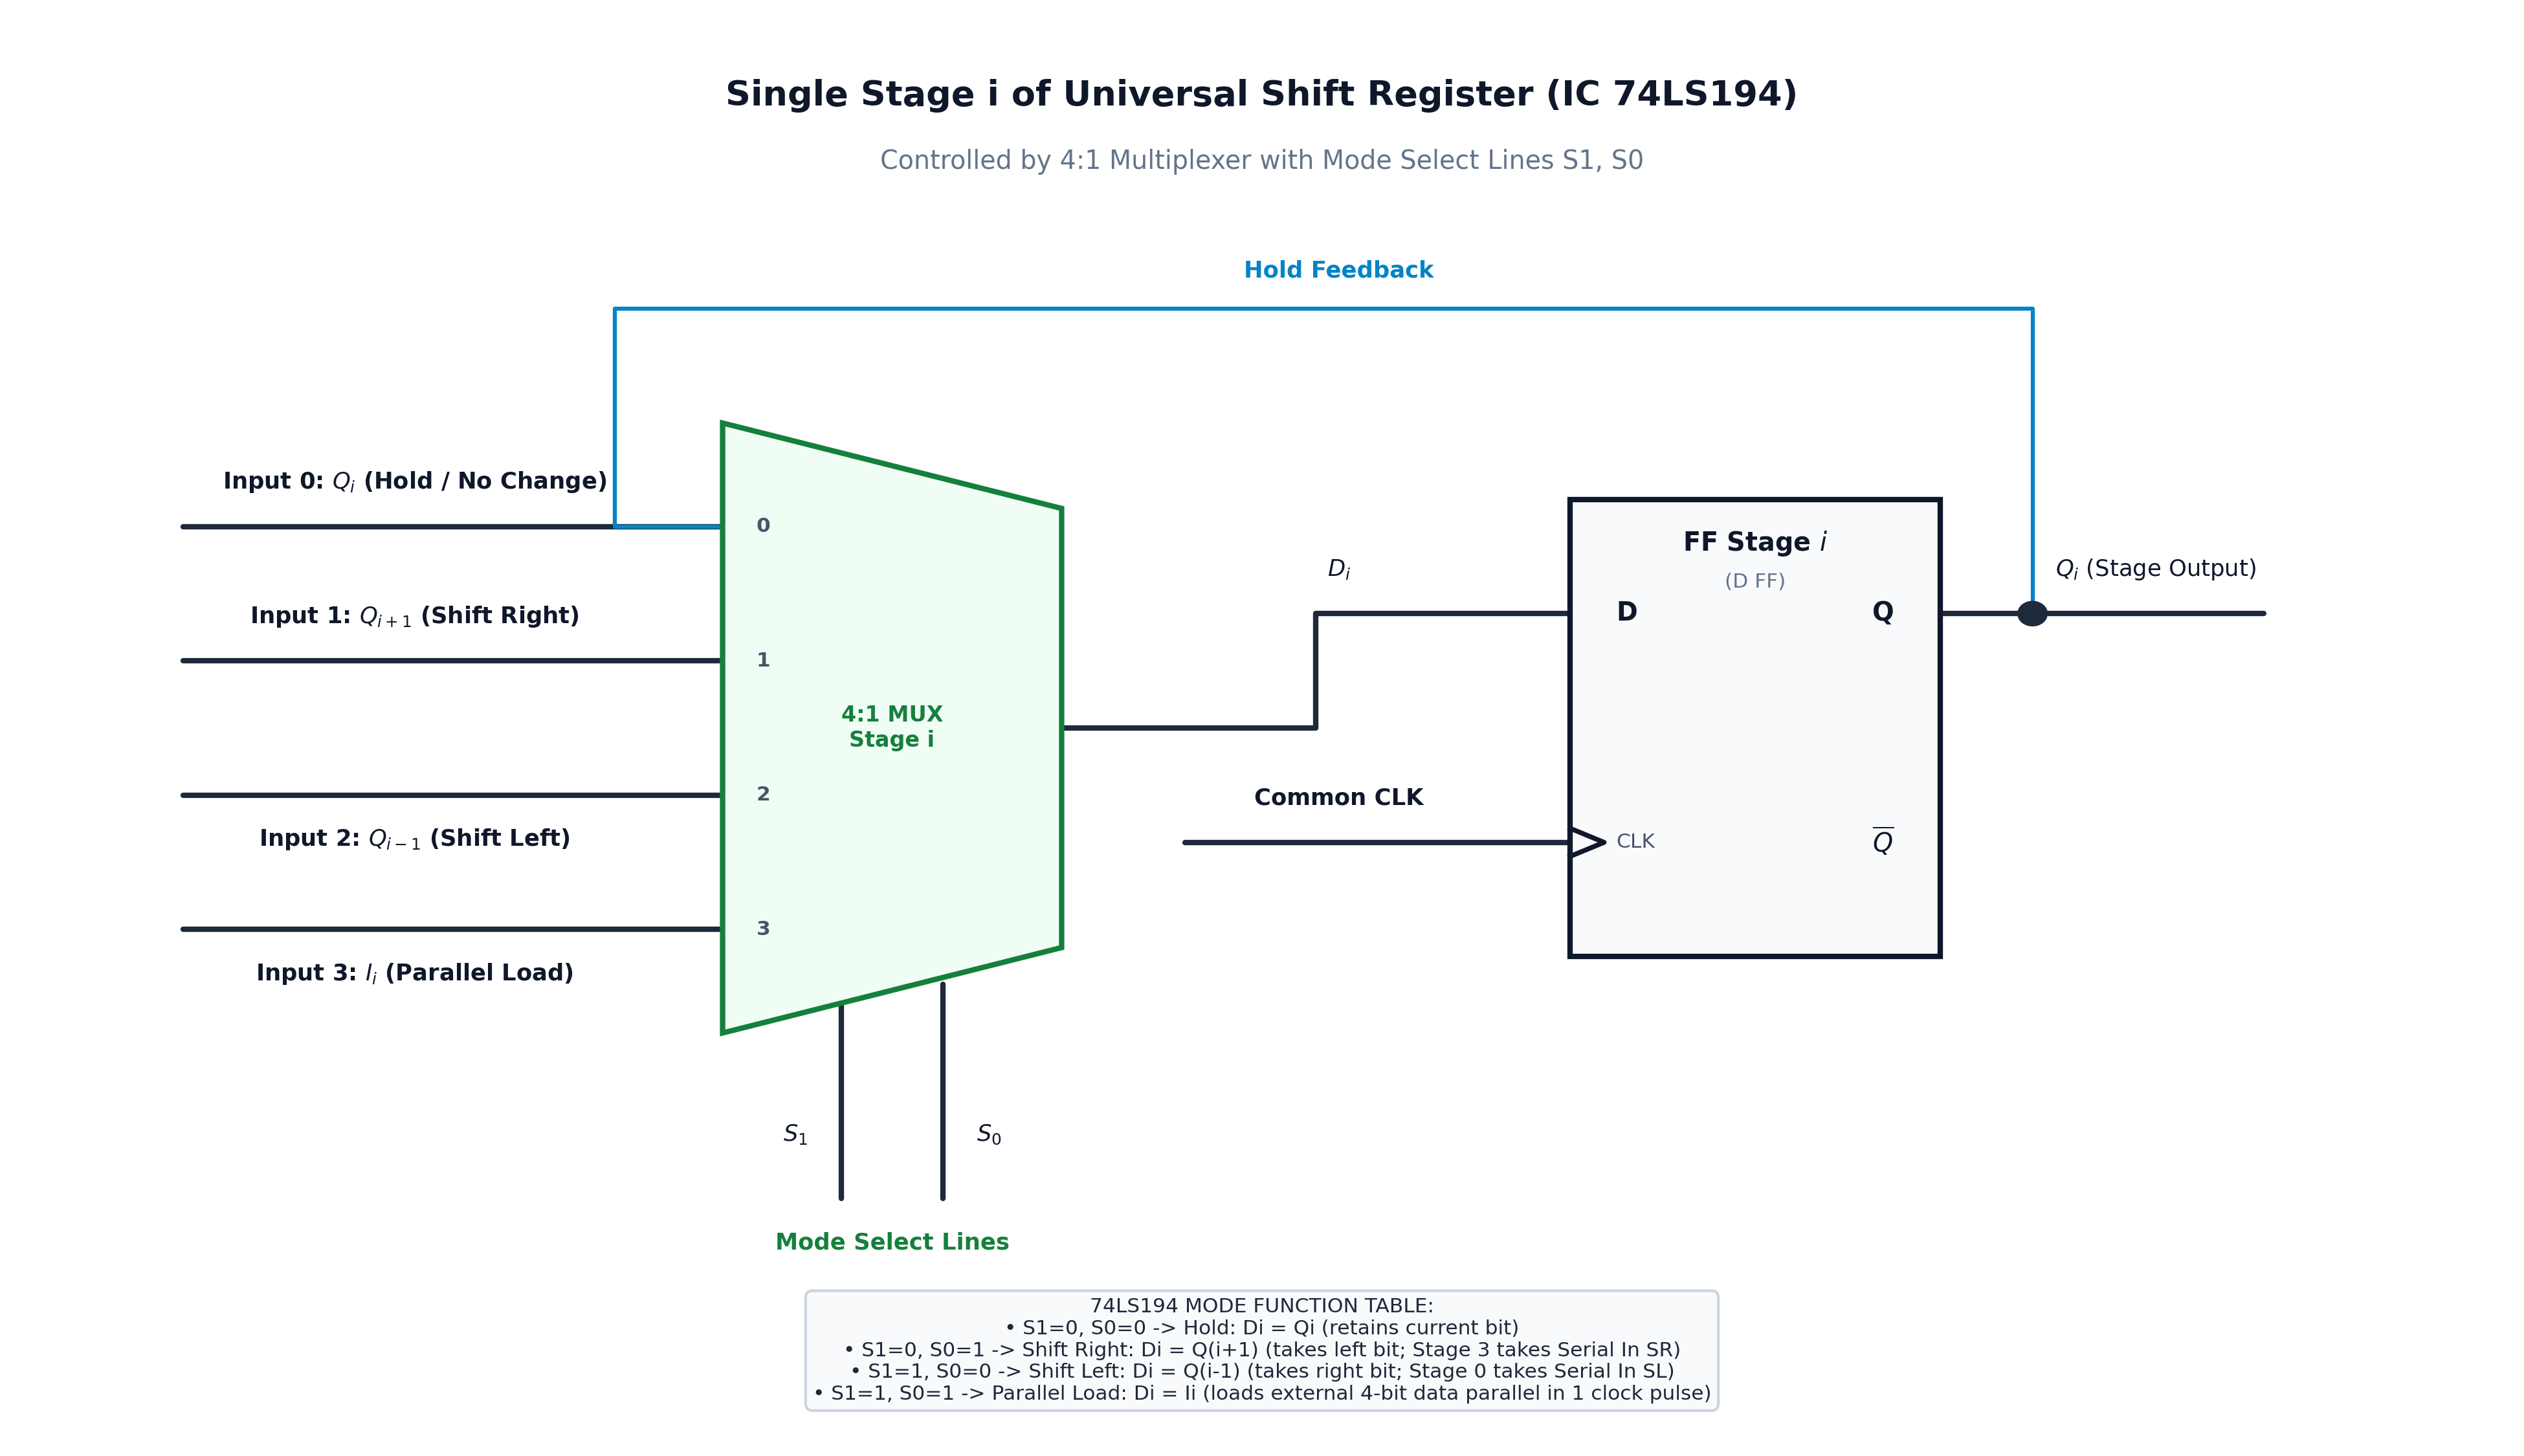 Single Stage i of Universal Shift Register (IC 74LS194)
Controlled by 4:1 Multiplexer with Mode Select Lines S1, S0
Hold Feedback
Input 0: Qᵢ (Hold / No Change)
0
Input 1: Qᵢ₊₁ (Shift Right)
1
4:1 MUX
Stage i
2
Input 2: Qᵢ₋₁ (Shift Left)
3
Input 3: Iᵢ (Parallel Load)
Dᵢ
FF Stage i
(D FF)
D
Q
Qᵢ (Stage Output)
Common CLK
CLK
Q̅
S₁
S₀
Mode Select Lines
74LS194 MODE FUNCTION TABLE:
• S1=0, S0=0 -> Hold: Di = Qi (retains current bit)
• S1=0, S0=1 -> Shift Right: Di = Q(i+1) (takes left bit; Stage 3 takes Serial In SR)
• S1=1, S0=0 -> Shift Left: Di = Q(i-1) (takes right bit; Stage 0 takes Serial In SL)
• S1=1, S0=1 -> Parallel Load: Di = Ii (loads external 4-bit data parallel in 1 clock pulse)